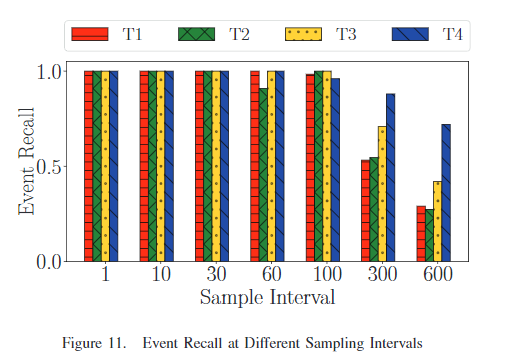 T1 T2 T3 T4
1.0
0.5
0.0
Event Recall
1 10 30 60 100 300 600
Sample Interval
Figure 11. Event Recall at Different Sampling Intervals